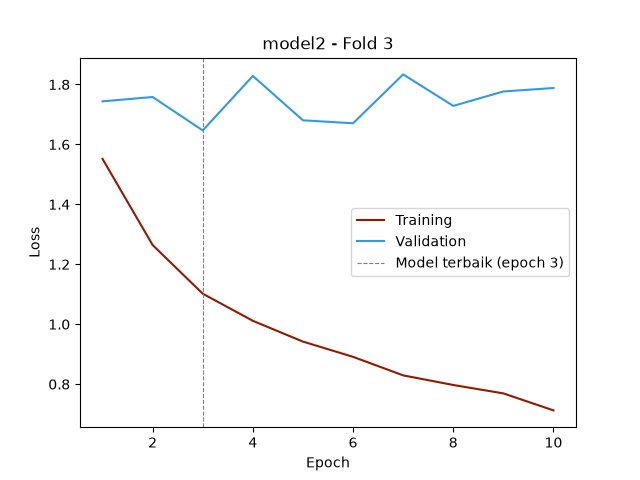 model2 - Fold 3
1.8
1.6
1.4
1.2
1.0
0.8
Loss
Training
Validation
Model terbaik (epoch 3)
2
4
6
8
10
Epoch